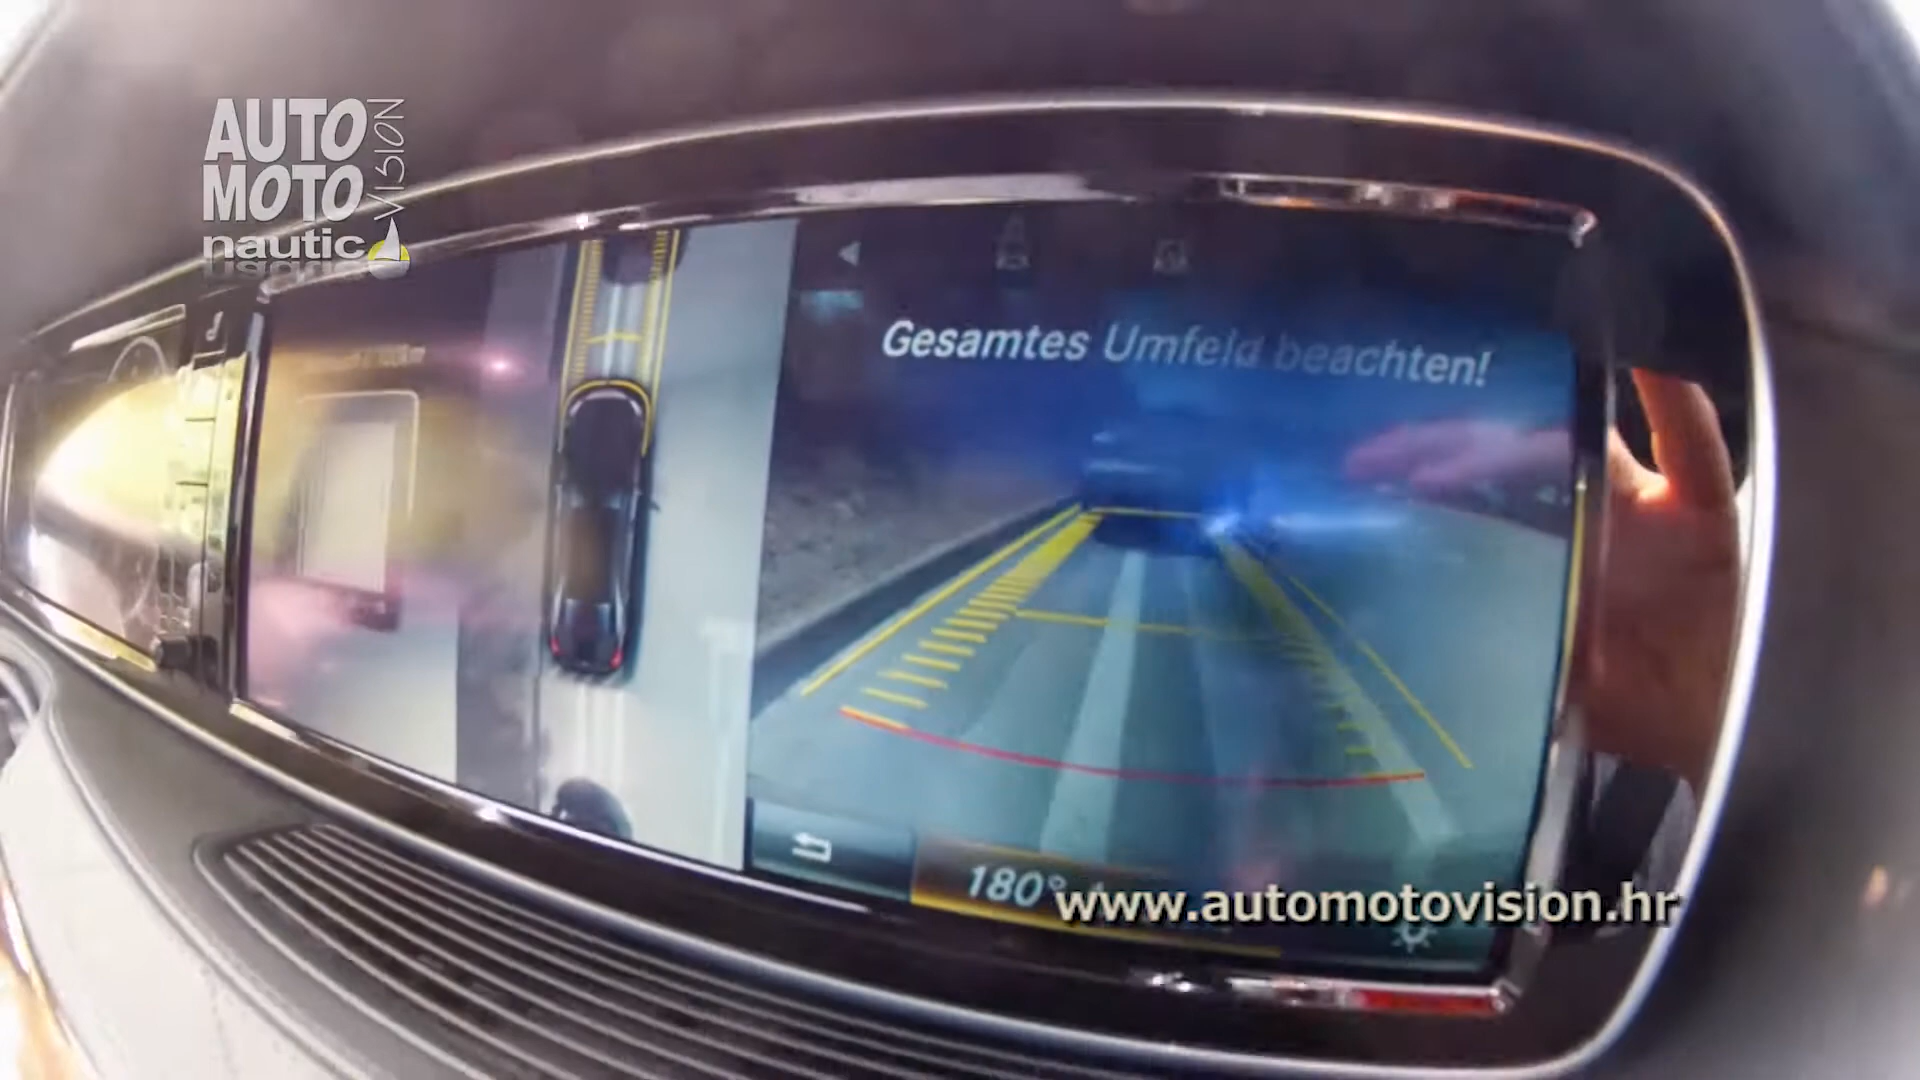 AUTO
MOTO
VISION
nautic
Gesamtes Umfeld beachten!
180°
www.automotovision.hr